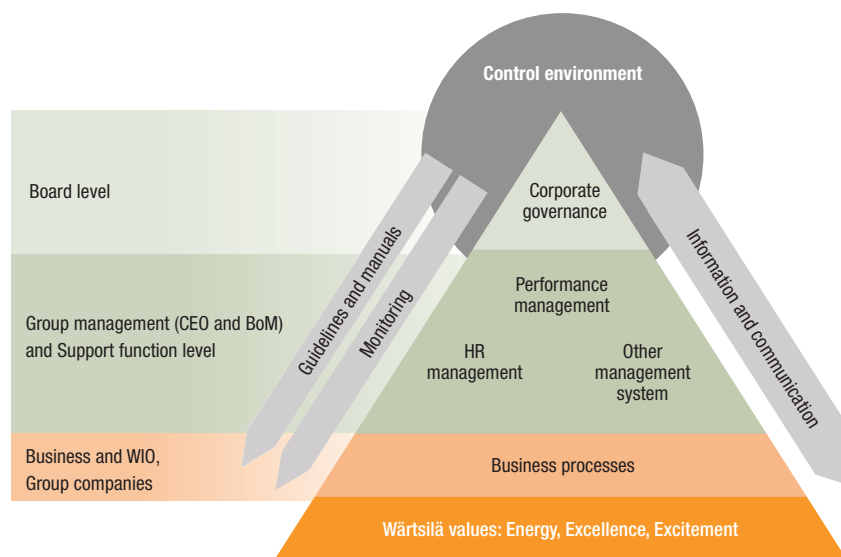 Control environment
Board level
Corporate
governance
Guidelines and manuals
Monitoring
Information and communication
Group management (CEO and BoM)
and Support function level
Performance
management
HR
management
Other
management
system
Business and WIO,
Group companies
Business processes
Wärtsilä values: Energy, Excellence, Excitement